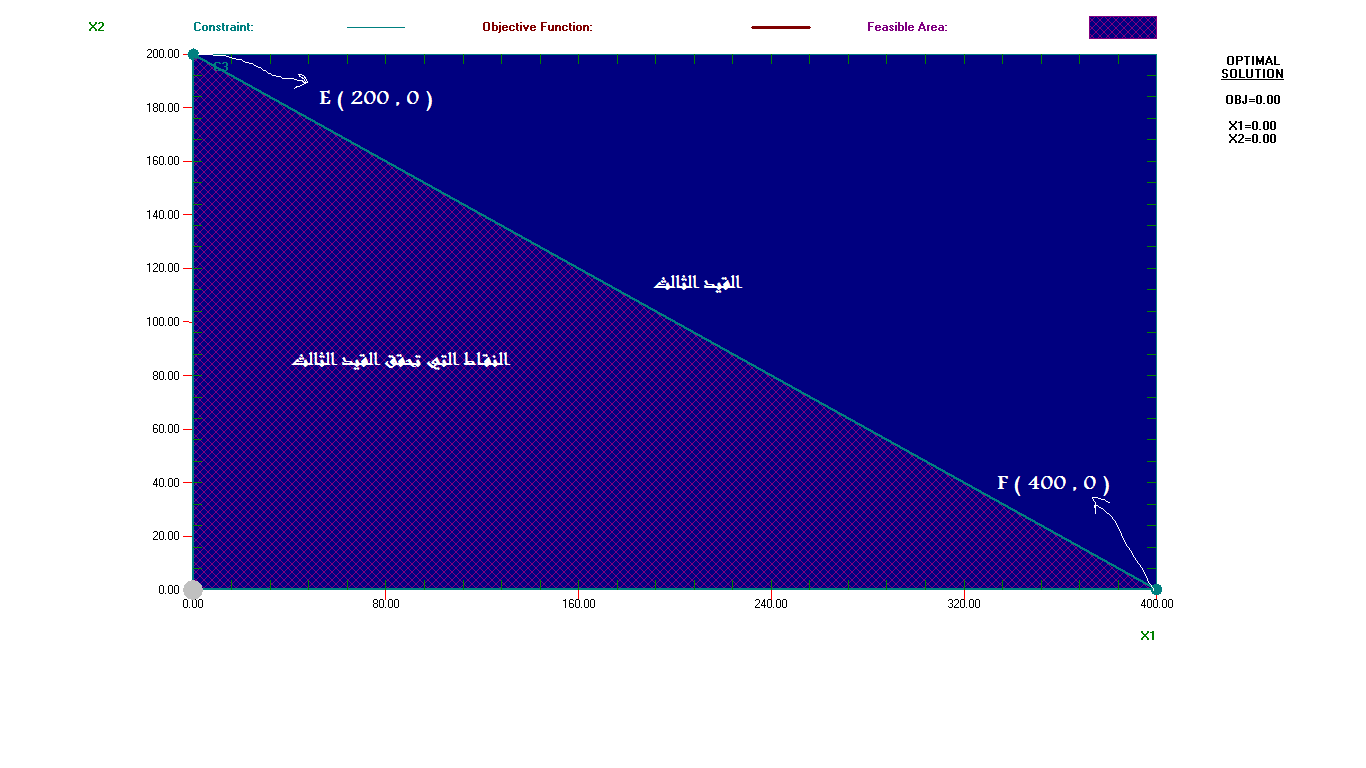 X2 Constraint: Objective Function: Feasible Area:
OPTIMAL
SOLUTION
OBJ=0.00
X1=0.00
X2=0.00
200.00
C3
E ( 200 , 0 )
180.00
160.00
140.00
120.00
القيد الثالث
100.00
النقاط التي تحقق القيد الثالث
80.00
60.00
F ( 400 , 0 )
40.00
20.00
0.00
0.00 80.00 160.00 240.00 320.00 400.00
X1